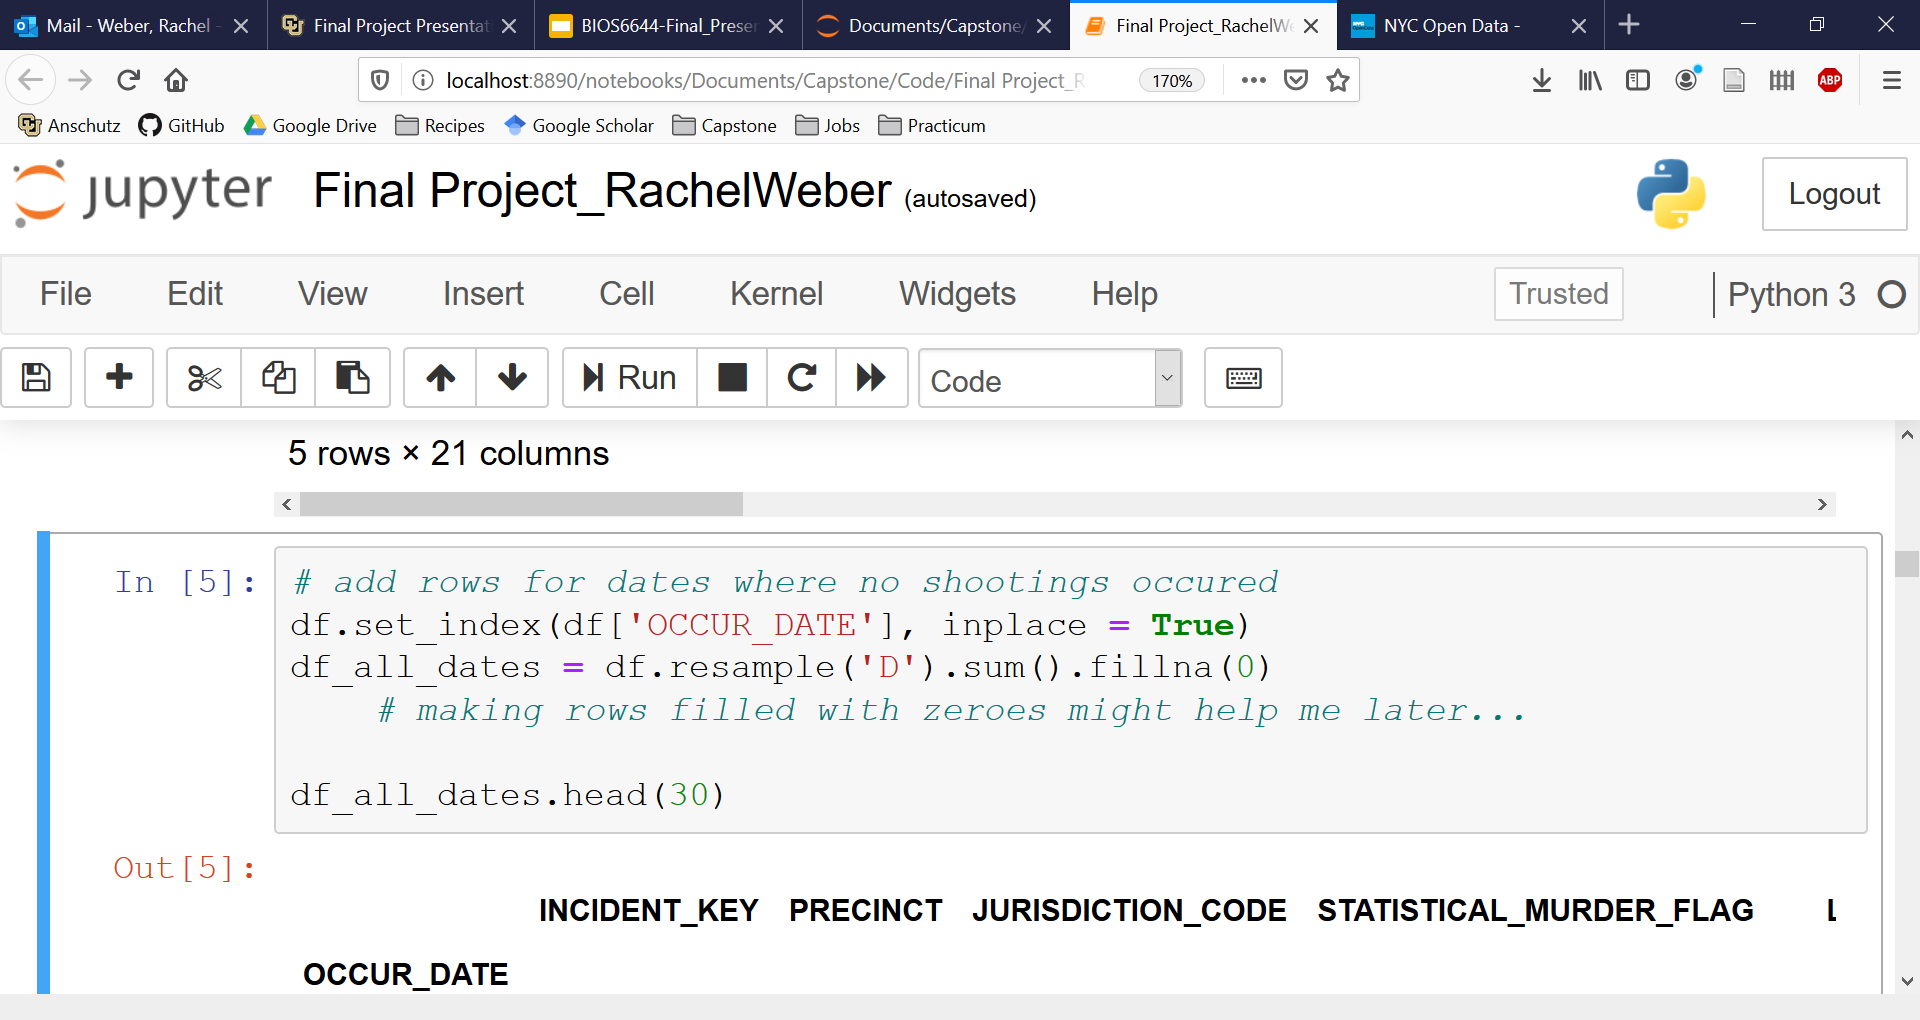 Mail - Weber, Rachel -
Final Project Presentat
BIOS6644-Final_Prese
Documents/Capstone/
Final Project_RachelW
NYC Open Data -
localhost:8890/notebooks/Documents/Capstone/Code/Final Project_R
170%
ABP
Anschutz
GitHub
Google Drive
Recipes
Google Scholar
Capstone
Jobs
Practicum
jupyter
Final Project_RachelWeber (autosaved)
Logout
File Edit View Insert Cell Kernel Widgets Help
Trusted
Python 3
Run
Code
5 rows × 21 columns
In [5]:
# add rows for dates where no shootings occured
df.set_index(df['OCCUR_DATE'], inplace = True)
df_all_dates = df.resample('D').sum().fillna(0)
# making rows filled with zeroes might help me later...
df_all_dates.head(30)
Out[5]:
INCIDENT_KEY PRECINCT JURISDICTION_CODE STATISTICAL_MURDER_FLAG L
OCCUR_DATE